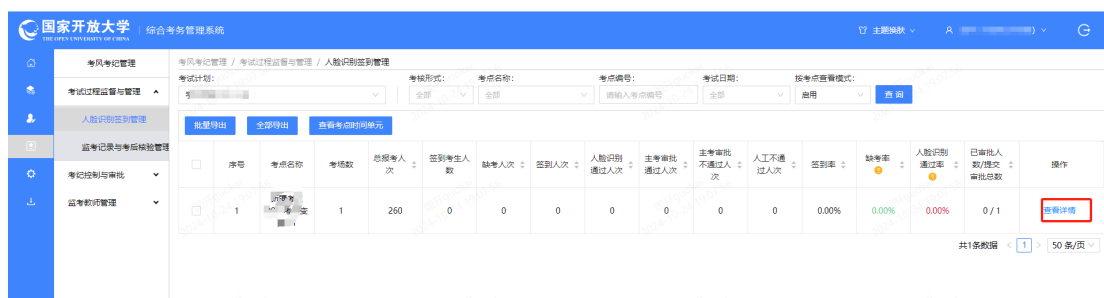 国家开放大学
THE OPEN UNIVERSITY OF CHINA
综合考务管理系统
主题换肤
考风考纪管理
考试过程监督与管理
人脸识别签到管理
监考记录与考后核验管理
考纪控制与审批
监考教师管理
考风考纪管理 / 考试过程监督与管理 / 人脸识别签到管理
考试计划: 考核形式: 考点名称: 考点编号: 考试日期: 按考点查看模式:
全部 全部 请输入考点编号 全部 启用 查询
批量导出 全部导出 查看考点时间单元
序号 考点名称 考场数 总报考人次 签到考生人数 缺考人次 签到人次 人脸识别通过人次 主考审批通过人次 主考审批不通过人次 人工不通过人次 签到率 缺考率 人脸识别通过率 已审批人数/提交审批总数 操作
1 1 260 0 0 0 0 0 0 0 0.00% 0.00% 0.00% 0 / 1 查看详情
共1条数据 < 1 > 50 条/页